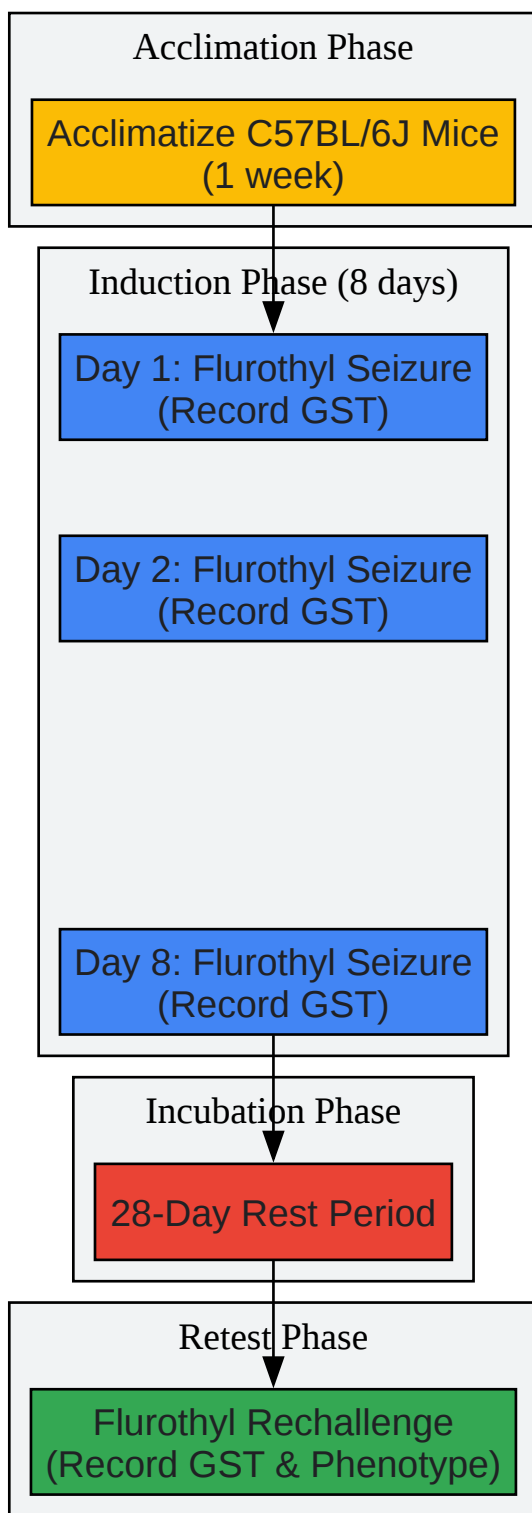 Acclimation Phase
Acclimatize C57BL/6J Mice
(1 week)
Induction Phase (8 days)
Day 1: Flurothyl Seizure
(Record GST)
Day 2: Flurothyl Seizure
(Record GST)
Day 8: Flurothyl Seizure
(Record GST)
Incubation Phase
28-Day Rest Period
Retest Phase
Flurothyl Rechallenge
(Record GST & Phenotype)